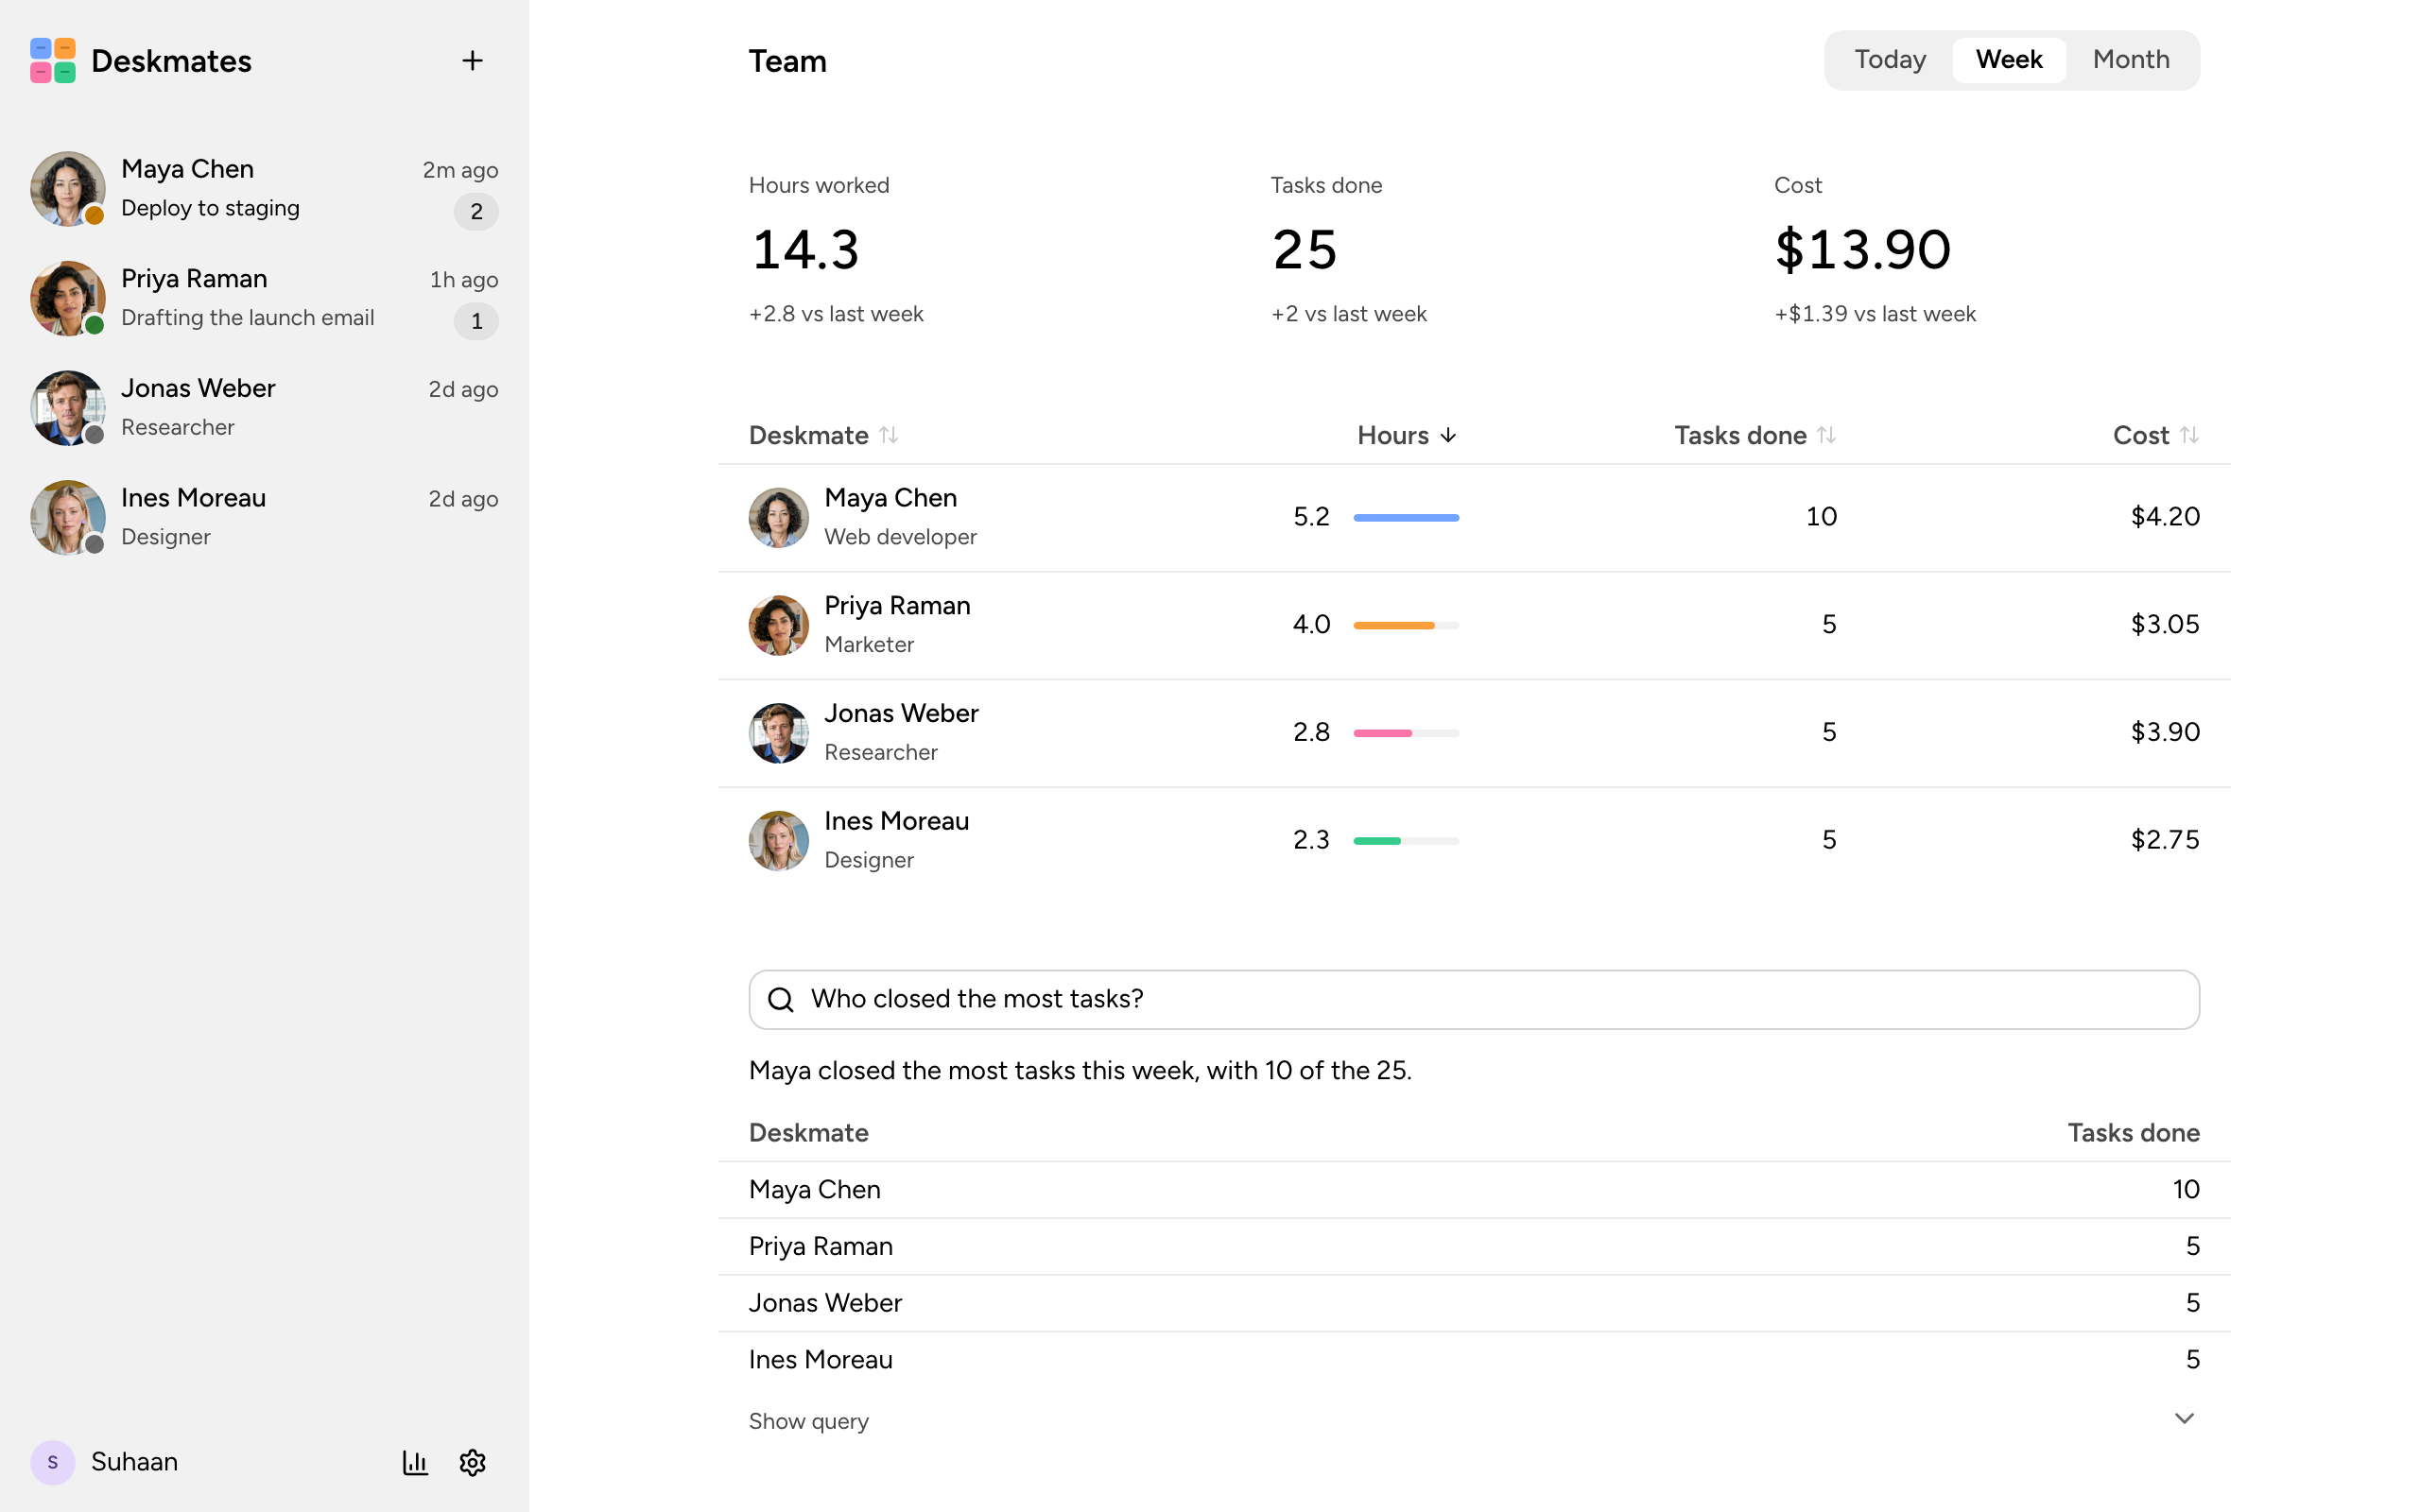 Deskmates
Maya Chen
2m ago
Deploy to staging
2
Priya Raman
1h ago
Drafting the launch email
1
Jonas Weber
2d ago
Researcher
Ines Moreau
2d ago
Designer
S
Suhaan
Team
Today Week Month
Hours worked
14.3
+2.8 vs last week
Tasks done
25
+2 vs last week
Cost
$13.90
+$1.39 vs last week
Deskmate Hours Tasks done Cost
Maya Chen
Web developer
5.2 10 $4.20
Priya Raman
Marketer
4.0 5 $3.05
Jonas Weber
Researcher
2.8 5 $3.90
Ines Moreau
Designer
2.3 5 $2.75
Who closed the most tasks?
Maya closed the most tasks this week, with 10 of the 25.
Deskmate Tasks done
Maya Chen 10
Priya Raman 5
Jonas Weber 5
Ines Moreau 5
Show query